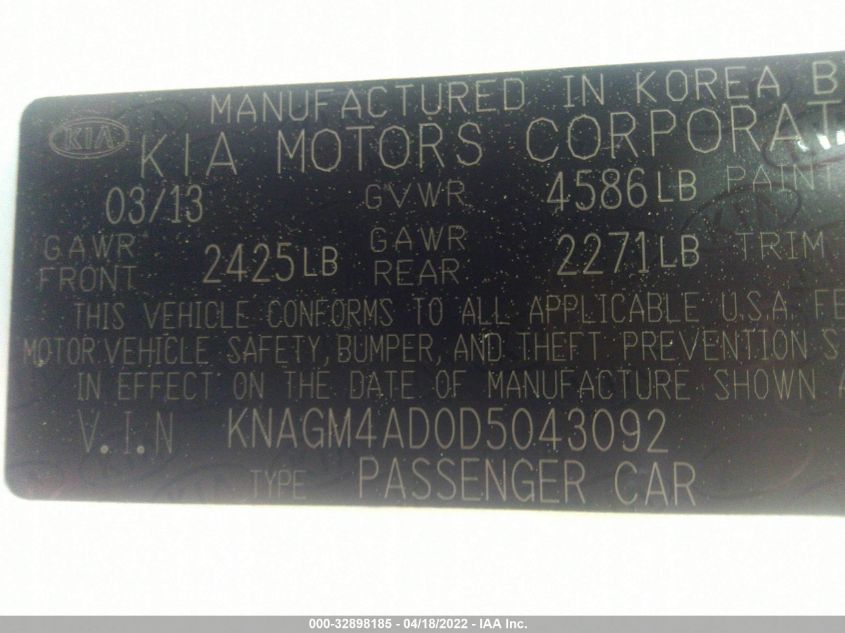 MANUFACTURED IN KOREA B
KIA KIA MOTORS CORPORAT
03/13 GVWR 4586LB PAINT
GAWR FRONT 2425LB GAWR REAR 2271LB TRIM
THIS VEHICLE CONFORMS TO ALL APPLICABLE U.S.A. FE
MOTOR VEHICLE SAFETY, BUMPER, AND THEFT PREVENTION ST
IN EFFECT ON THE DATE OF MANUFACTURE SHOWN A
V.I.N KNAGM4AD0D5043092
TYPE PASSENGER CAR
000-32898185 - 04/18/2022 - IAA Inc.